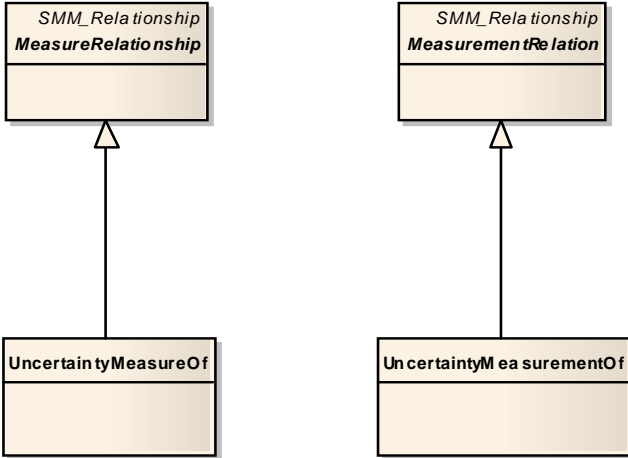 SMM_Relationship
MeasureRelationship
SMM_Relationship
MeasurementRelation
UncertaintyMeasureOf
UncertaintyMeasurementOf